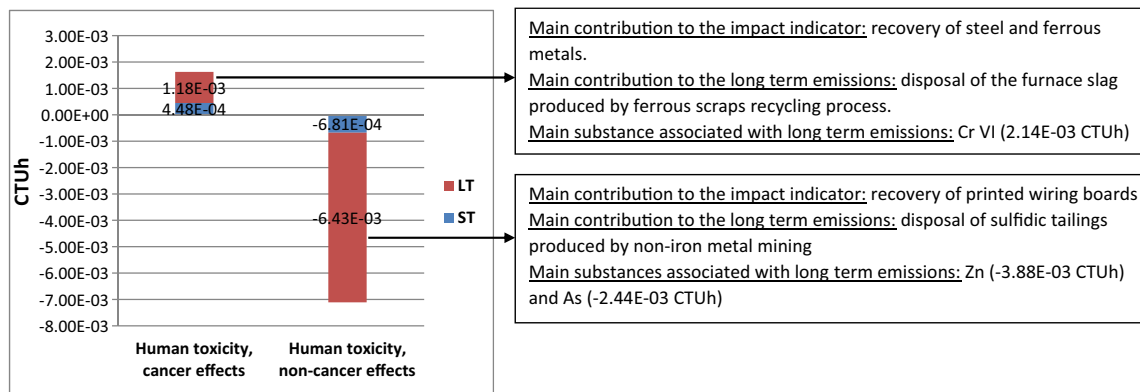 3.00E-03
2.00E-03
1.00E-03
0.00E+00
-1.00E-03
-2.00E-03
-3.00E-03
-4.00E-03
-5.00E-03
-6.00E-03
-7.00E-03
-8.00E-03
CTUh
1.18E-03
4.48E-04
-6.81E-04
-6.43E-03
LT
ST
Human toxicity,
cancer effects
Human toxicity,
non-cancer effects
Main contribution to the impact indicator: recovery of steel and ferrous
metals.
Main contribution to the long term emissions: disposal of the furnace slag
produced by ferrous scraps recycling process.
Main substance associated with long term emissions: Cr VI (2.14E-03 CTUh)
Main contribution to the impact indicator: recovery of printed wiring boards
Main contribution to the long term emissions: disposal of sulfidic tailings
produced by non-iron metal mining
Main substances associated with long term emissions: Zn (-3.88E-03 CTUh)
and As (-2.44E-03 CTUh)